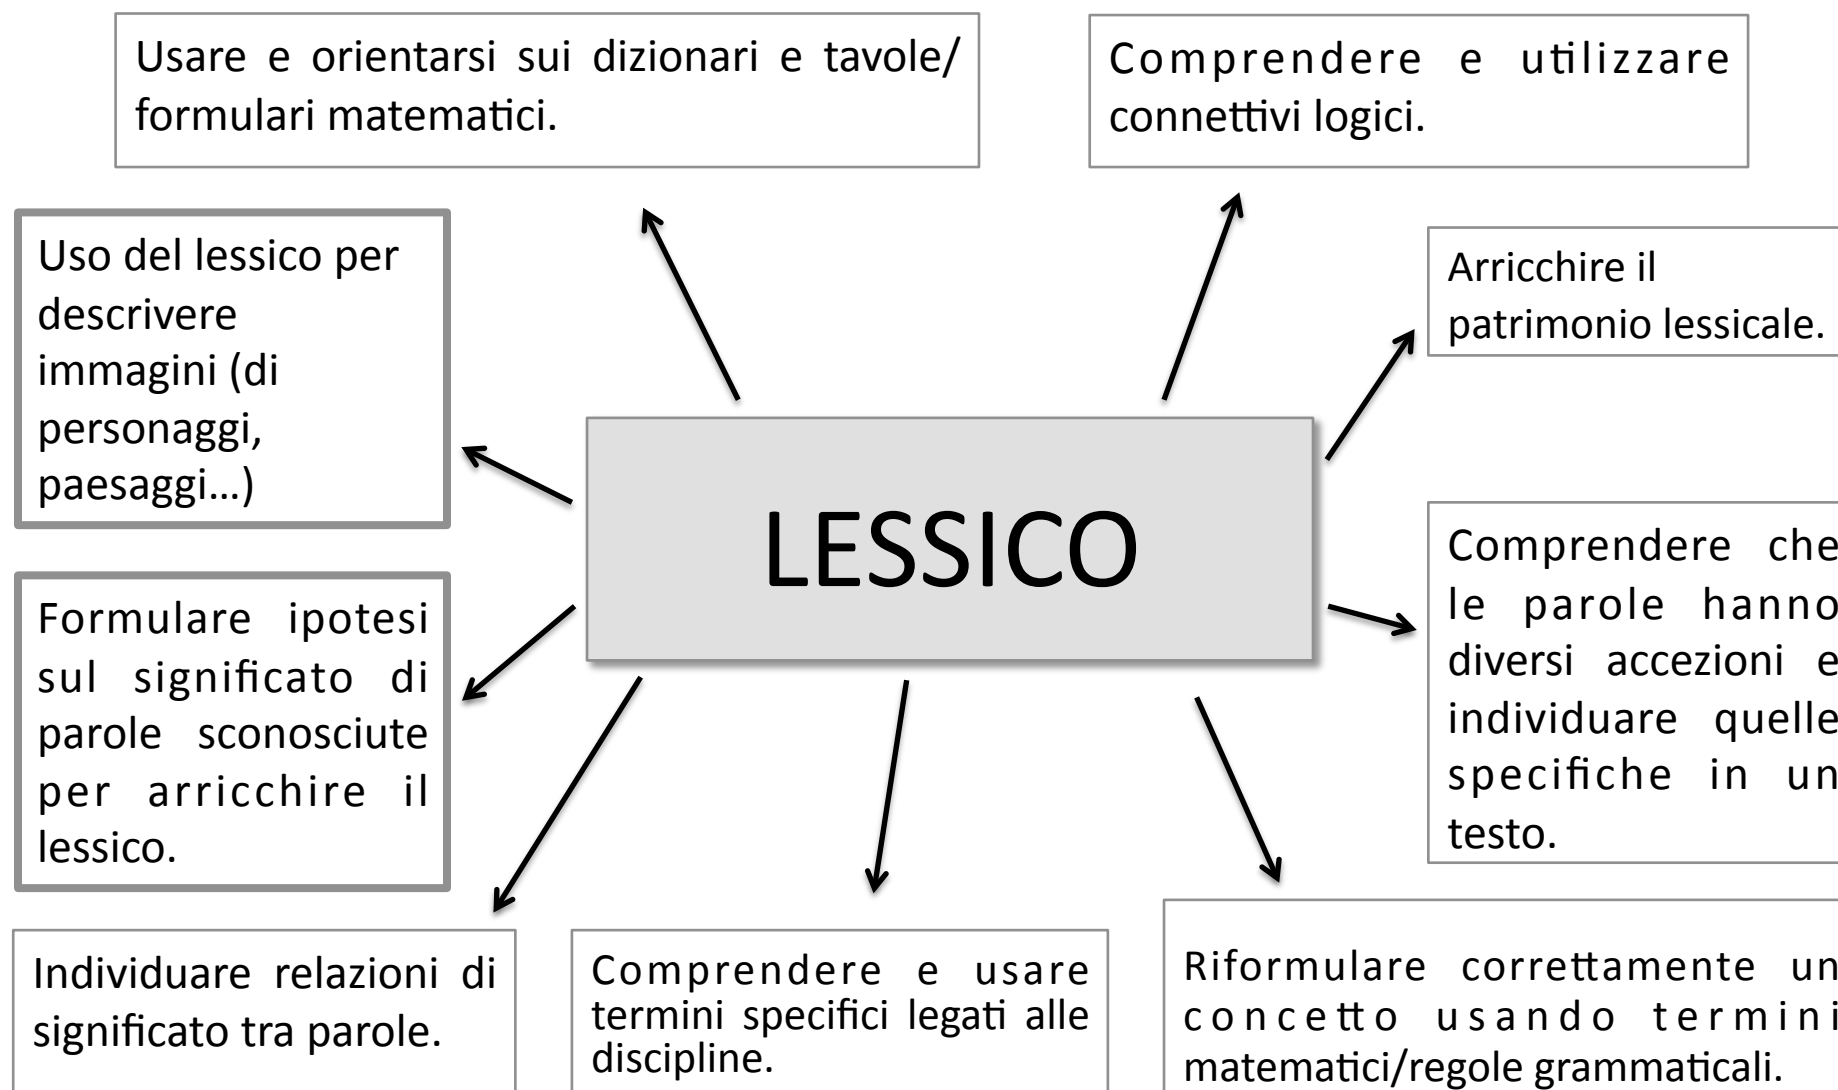 Usare e orientarsi sui dizionari e tavole/
formulari matematici.
Comprendere e utilizzare
connettivi logici.
Uso del lessico per
descrivere
immagini (di
personaggi,
paesaggi…)
Arricchire il
patrimonio lessicale.
LESSICO
Formulare ipotesi
sul significato di
parole sconosciute
per arricchire il
lessico.
Comprendere che
le parole hanno
diversi accezioni e
individuare quelle
specifiche in un
testo.
Individuare relazioni di
significato tra parole.
Comprendere e usare
termini specifici legati alle
discipline.
Riformulare correttamente un
concetto usando termini
matematici/regole grammaticali.